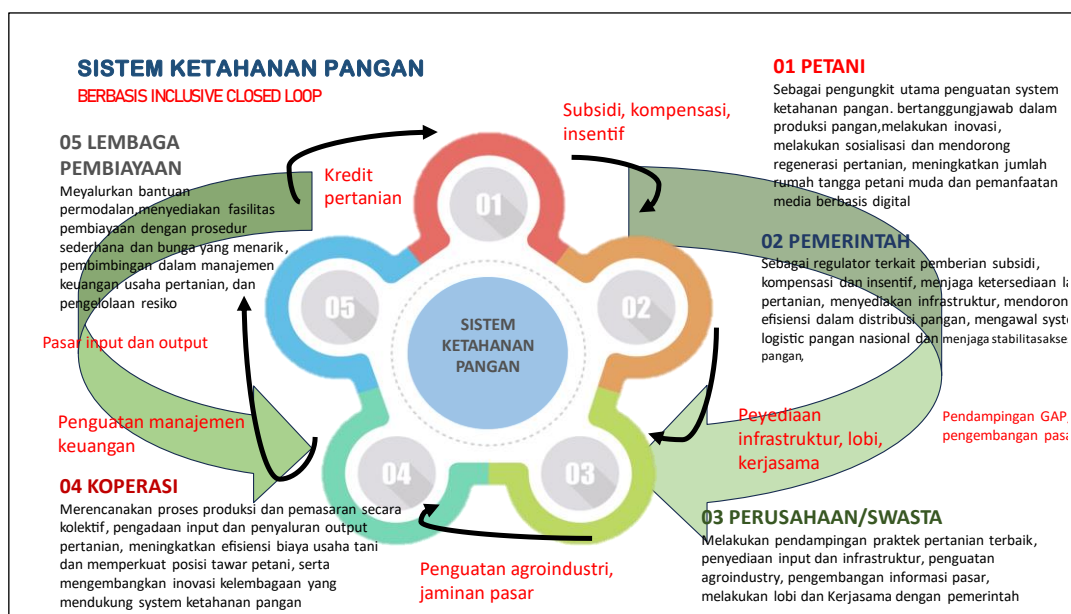 SISTEM KETAHANAN PANGAN
BERBASIS INCLUSIVE CLOSED LOOP
01 PETANI
Sebagai pengungkit utama penguatan system
ketahanan pangan. bertanggungjawab dalam
produksi pangan,melakukan inovasi,
melakukan sosialisasi dan mendorong
regenerasi pertanian, meningkatkan jumlah
rumah tangga petani muda dan pemanfaatan
media berbasis digital
Subsidi, kompensasi,
insentif
05 LEMBAGA
PEMBIAYAAN
Meyalurkan bantuan
permodalan,menyediakan fasilitas
pembiayaan dengan prosedur
sederhana dan bunga yang menarik,
pembimbingan dalam manajemen
keuangan usaha pertanian, dan
pengelolaan resiko
Kredit
pertanian
01
02
03
04
05
SISTEM
KETAHANAN
PANGAN
02 PEMERINTAH
Sebagai regulator terkait pemberian subsidi,
kompensasi dan insentif, menjaga ketersediaan la
pertanian, menyediakan infrastruktur, mendoron
efisiensi dalam distribusi pangan, mengawal syste
logistic pangan nasional dan menjaga stabilitasakse
pangan,
Pasar input dan output
Penguatan manajemen
keuangan
Peyediaan
infrastruktur, lobi,
kerjasama
Pendampingan GAP,
pengembangan pasa
04 KOPERASI
Merencanakan proses produksi dan pemasaran secara
kolektif, pengadaan input dan penyaluran output
pertanian, meningkatkan efisiensi biaya usaha tani
dan memperkuat posisi tawar petani, serta
mengembangkan inovasi kelembagaan yang
mendukung system ketahanan pangan
Penguatan agroindustri,
jaminan pasar
03 PERUSAHAAN/SWASTA
Melakukan pendampingan praktek pertanian terbaik,
penyediaan input dan infrastruktur, penguatan
agroindustry, pengembangan informasi pasar,
melakukan lobi dan Kerjasama dengan pemerintah